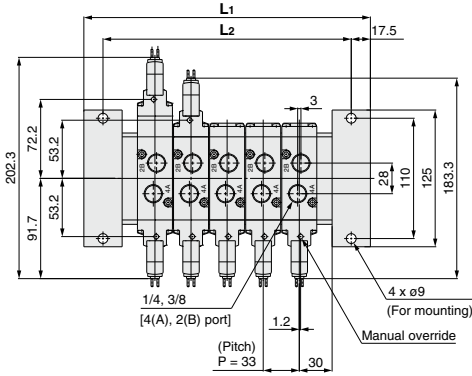 L1
L2
17.5
3
202.3
72.2
53.2
53.2
91.7
2B
2B
2B
2B
2B
4A
4A
4A
4A
4A
28
110
125
183.3
1/4, 3/8
[4(A), 2(B) port]
1.2
(Pitch)
P = 33
30
4 x ø9
(For mounting)
Manual override